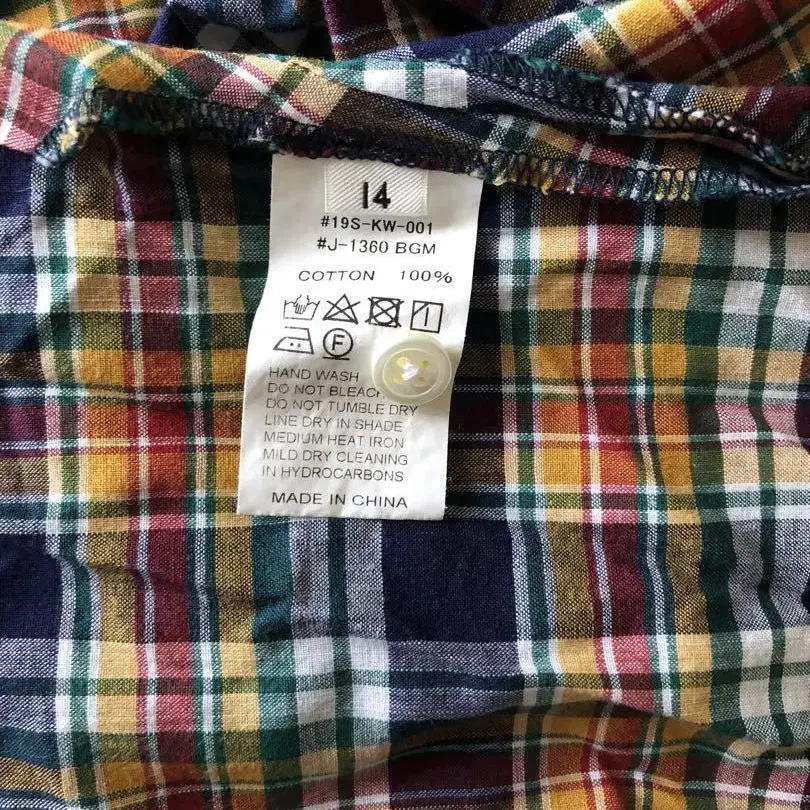 14
#19S-KW-001
#J-1360 BGM
COTTON 100%
F
HAND WASH
DO NOT BLEACH
DO NOT TUMBLE DRY
LINE DRY IN SHADE
MEDIUM HEAT IRON
MILD DRY CLEANING
IN HYDROCARBONS
MADE IN CHINA